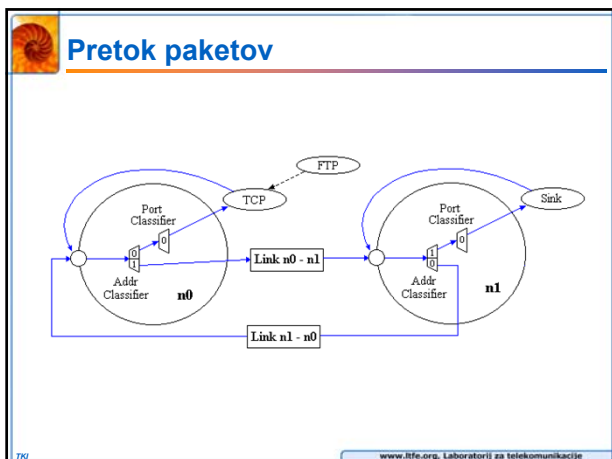 Pretok paketov
FTP
TCP
Sink
Port
Classifier
0
0
1
Addr
Classifier
n0
Link n0 - n1
Port
Classifier
0
1
0
Addr
Classifier
n1
Link n1 - n0
TKI
www.ltfe.org, Laboratorij za telekomunikacije